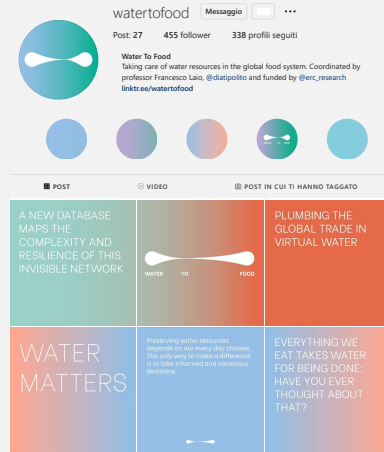 watertofood Messaggio
Post: 27 455 follower 338 profili seguiti
Water To Food
Taking care of water resources in the global food system. Coordinated by
professor Francesco Laio, @diatipolito and funded by @erc_research
linktr.ee/watertofood
POST VIDEO POST IN CUI TI HANNO TAGGATO
A NEW DATABASE
MAPS THE
COMPLEXITY AND
RESILIENCE OF THIS
INVISIBLE NETWORK
WATER TO FOOD
PLUMBING THE
GLOBAL TRADE IN
VIRTUAL WATER
WATER
MATTERS
Preserving water resources
depends on our every day choices.
The only way to make a difference
is to take informed and conscious
decisions.
EVERYTHING WE
EAT TAKES WATER
FOR BEING DONE:
HAVE YOU EVER
THOUGHT ABOUT
THAT?